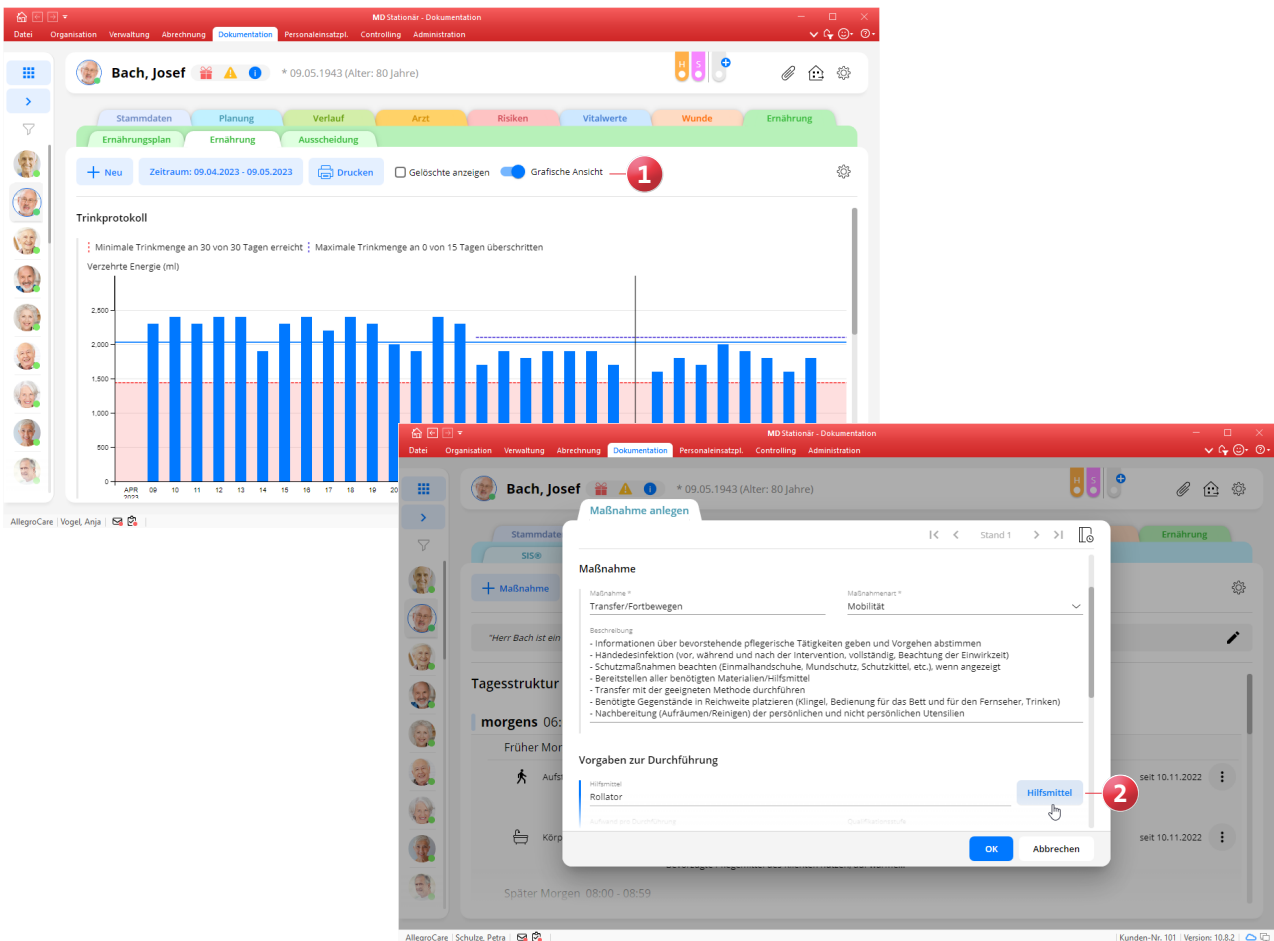 MD Stationär - Dokumentation
Datei Organisation Verwaltung Abrechnung Dokumentation Personaleinsatzpl. Controlling Administration
Bach, Josef * 09.05.1943 (Alter: 80 Jahre) H S
Stammdaten Planung Verlauf Arzt Risiken Vitalwerte Wunde Ernährung
Ernährungsplan Ernährung Ausscheidung
Neu Zeitraum: 09.04.2023 - 09.05.2023 Drucken Gelöschte anzeigen Grafische Ansicht 1
Trinkprotokoll
Minimale Trinkmenge an 30 von 30 Tagen erreicht Maximale Trinkmenge an 0 von 15 Tagen überschritten
Verzehrte Energie (ml)
2.500
2.000
1.500
1.000
500
0
APR 09 10 11 12 13 14 15 16 17 18 19 20
2023
AllegroCare Vogel, Anja
MD Stationär - Dokumentation
Datei Organisation Verwaltung Abrechnung Dokumentation Personaleinsatzpl. Controlling Administration
Bach, Josef * 09.05.1943 (Alter: 80 Jahre) H S
Maßnahme anlegen
Stammdate Ernährung
Stand 1
SIS®
Maßnahme
Maßnahme
Maßnahme * Maßnahmenart *
Transfer/Fortbewegen Mobilität
Beschreibung
"Herr Bach ist ein
- Informationen über bevorstehende pflegerische Tätigkeiten geben und Vorgehen abstimmen
- Händedesinfektion (vor, während und nach der Intervention, vollständig, Beachtung der Einwirkzeit)
- Schutzmaßnahmen beachten (Einmalhandschuhe, Mundschutz, Schutzkittel, etc.), wenn angezeigt
- Bereitstellen aller benötigten Materialien/Hilfsmittel
- Transfer mit der geeigneten Methode durchführen
- Benötigte Gegenstände in Reichweite platzieren (Klingel, Bedienung für das Bett und für den Fernseher, Trinken)
- Nachbereitung (Aufräumen/Reinigen) der persönlichen und nicht persönlichen Utensilien
Tagesstruktur
morgens 06:
Früher Mor
Vorgaben zur Durchführung
Aufst seit 10.11.2022
Hilfsmittel
Rollator Hilfsmittel 2
Körp seit 10.11.2022
OK Abbrechen
Später Morgen 08:00 - 08:59
AllegroCare Schulze, Petra Kunden-Nr. 101 Version: 10.8.2